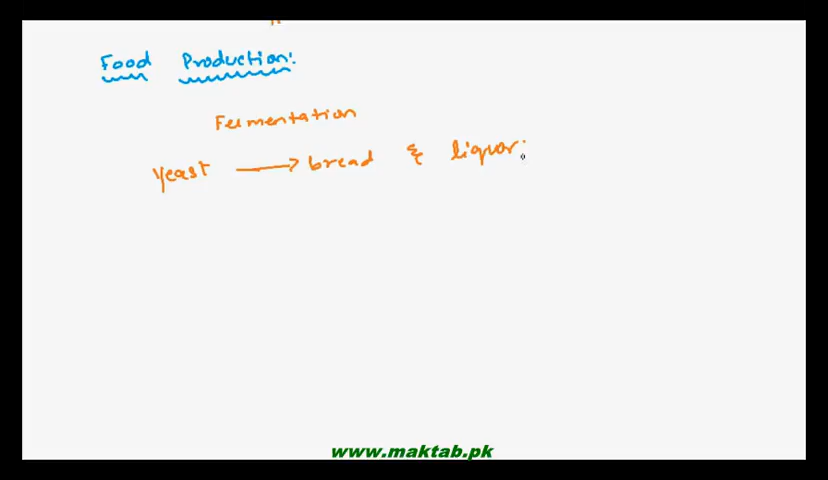 Food Production:
Fermentation
Yeast → bread & liquor.
www.maktab.pk